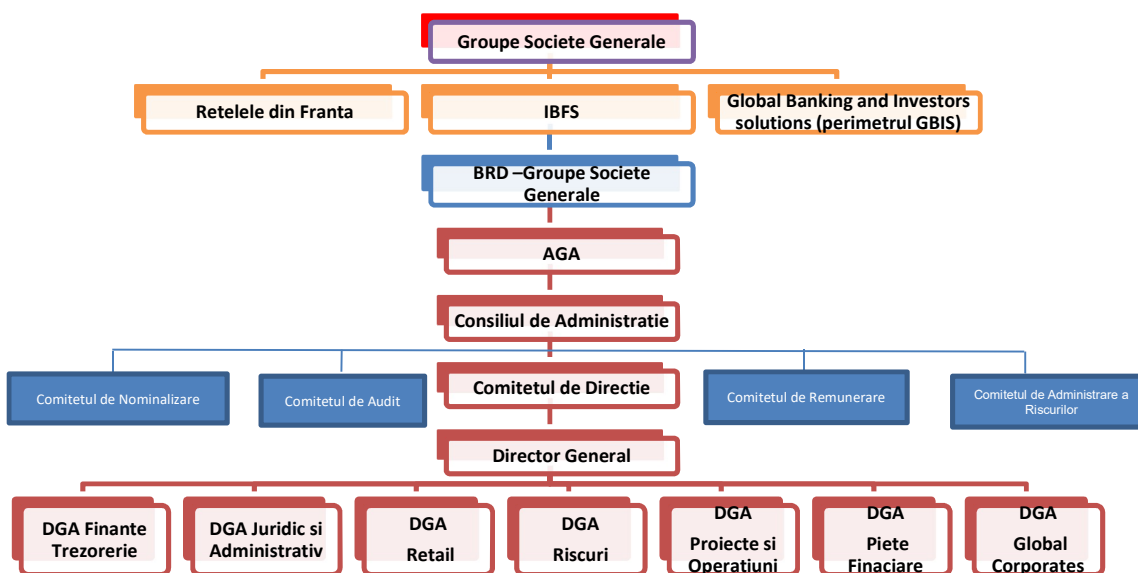 Groupe Societe Generale
Retelele din Franta
IBFS
Global Banking and Investors
solutions (perimetrul GBIS)
BRD –Groupe Societe
Generale
AGA
Consiliul de Administratie
Comitetul de Nominalizare
Comitetul de Audit
Comitetul de Directie
Comitetul de Remunerare
Comitetul de Administrare a
Riscurilor
Director General
DGA Finante
Trezorerie
DGA Juridic si
Administrativ
DGA
Retail
DGA
Riscuri
DGA
Proiecte si
Operatiuni
DGA
Piete
Finaciare
DGA
Global
Corporates